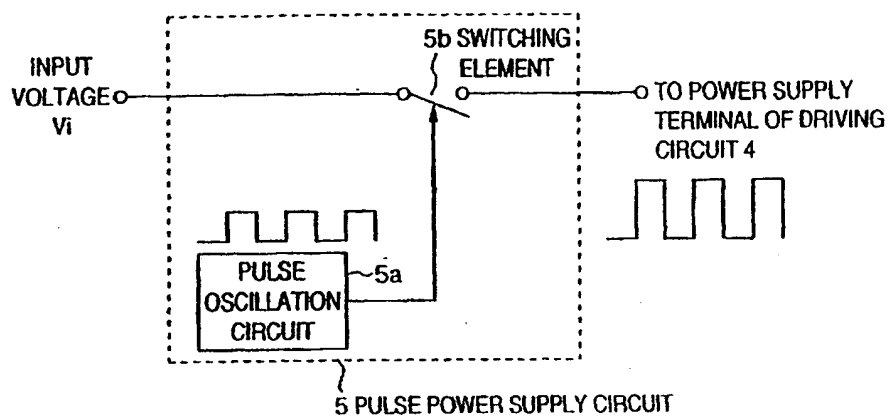 5b SWITCHING
ELEMENT
INPUT
VOLTAGE
Vi
TO POWER SUPPLY
TERMINAL OF DRIVING
CIRCUIT 4
PULSE
OSCILLATION
CIRCUIT
5a
5 PULSE POWER SUPPLY CIRCUIT